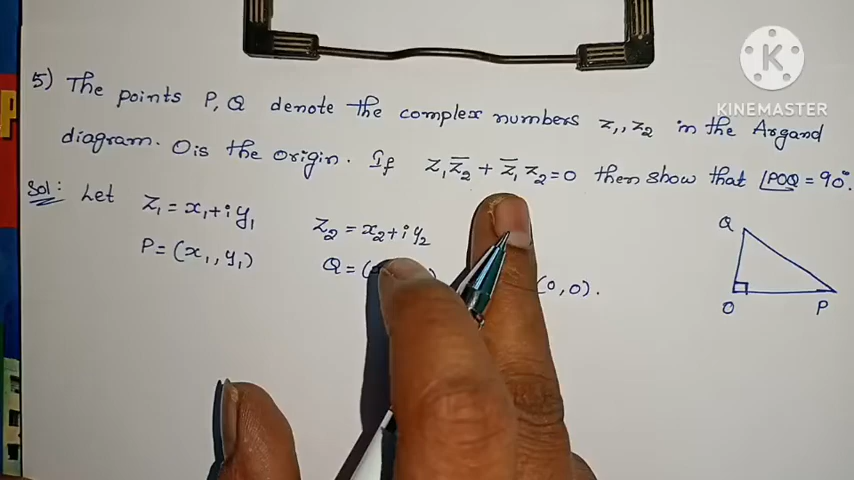 5) The points P, Q denote the complex numbers z₁, z₂ in the Argand
diagram. O is the origin. If z₁z̄₂ + z̄₁z₂ = 0 then show that ∠POQ = 90°.
Sol: Let z₁ = x₁ + iy₁ z₂ = x₂ + iy₂
P = (x₁, y₁) Q = ( (0,0).
Q
O P
K
KINEMASTER